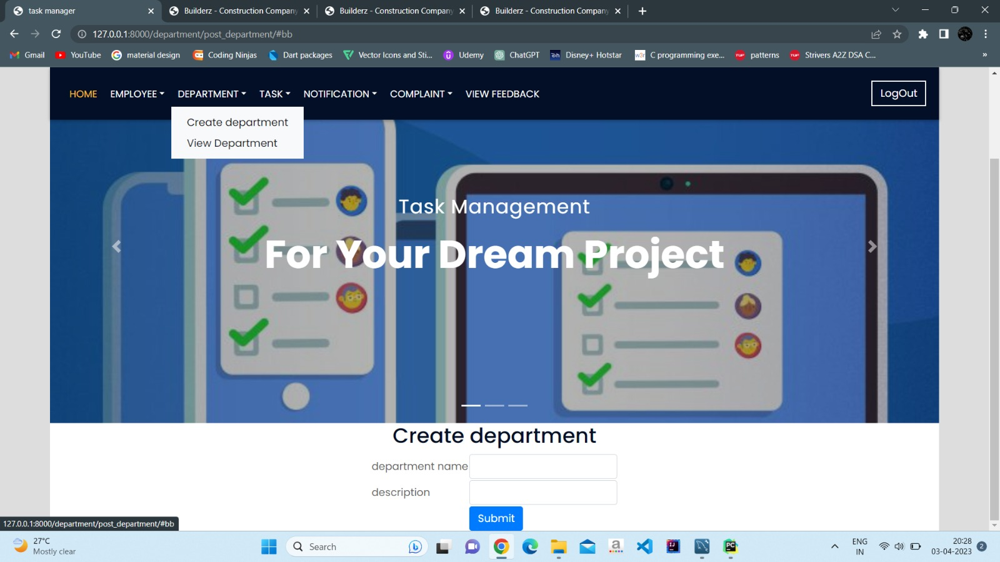 task manager
Builderz - Construction Company
Builderz - Construction Company
Builderz - Construction Company
127.0.0.1:8000/department/post_department/#bb
Gmail
YouTube
material design
Coding Ninjas
Dart packages
Vector Icons and Sti...
Udemy
ChatGPT
Disney+ Hotstar
w3r
C programming exe...
TUF
patterns
TUF
Strivers A2Z DSA C...
»
HOME
EMPLOYEE
DEPARTMENT
TASK
NOTIFICATION
COMPLAINT
VIEW FEEDBACK
LogOut
Create department
View Department
Task Management
For Your Dream Project
Create department
department name
description
Submit
127.0.0.1:8000/department/post_department/#bb
27°C
Mostly clear
Search
ENG
IN
20:28
03-04-2023
2